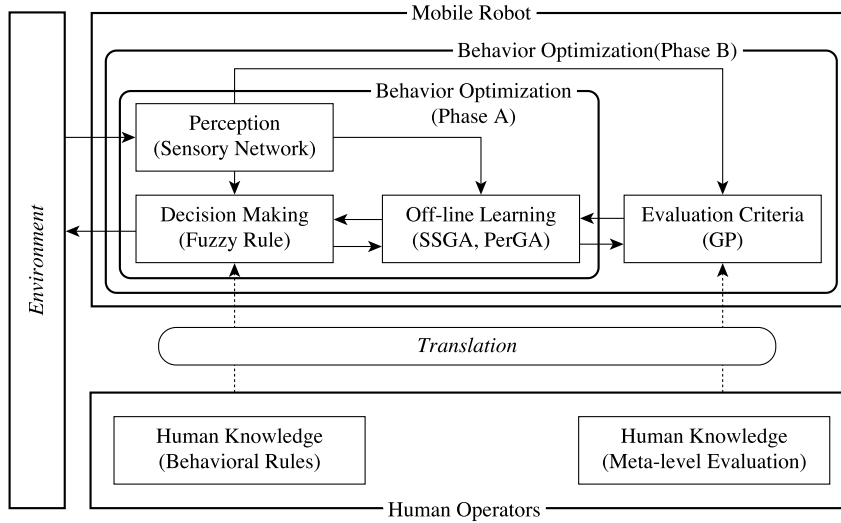 Mobile Robot
Behavior Optimization(Phase B)
Behavior Optimization
(Phase A)
Perception
(Sensory Network)
Decision Making
(Fuzzy Rule)
Off-line Learning
(SSGA, PerGA)
Evaluation Criteria
(GP)
Environment
Translation
Human Knowledge
(Behavioral Rules)
Human Knowledge
(Meta-level Evaluation)
Human Operators